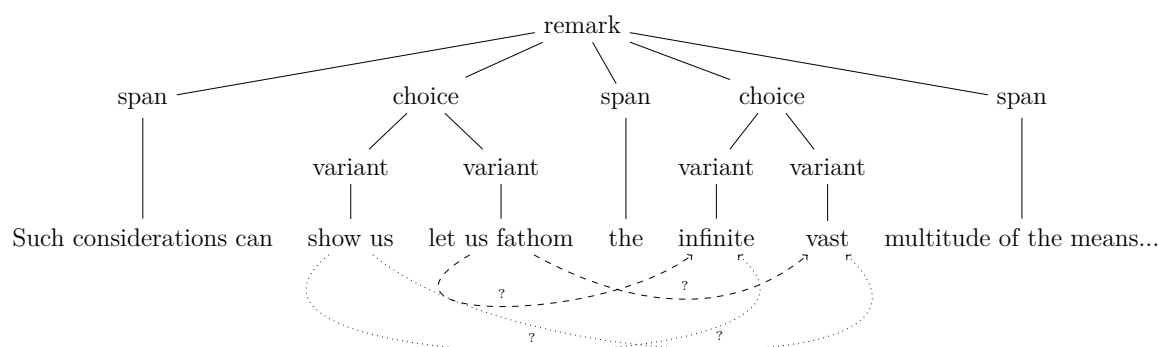 remark
span choice span choice span
variant variant variant variant
Such considerations can show us let us fathom the infinite vast multitude of the means...
? ?
? ?